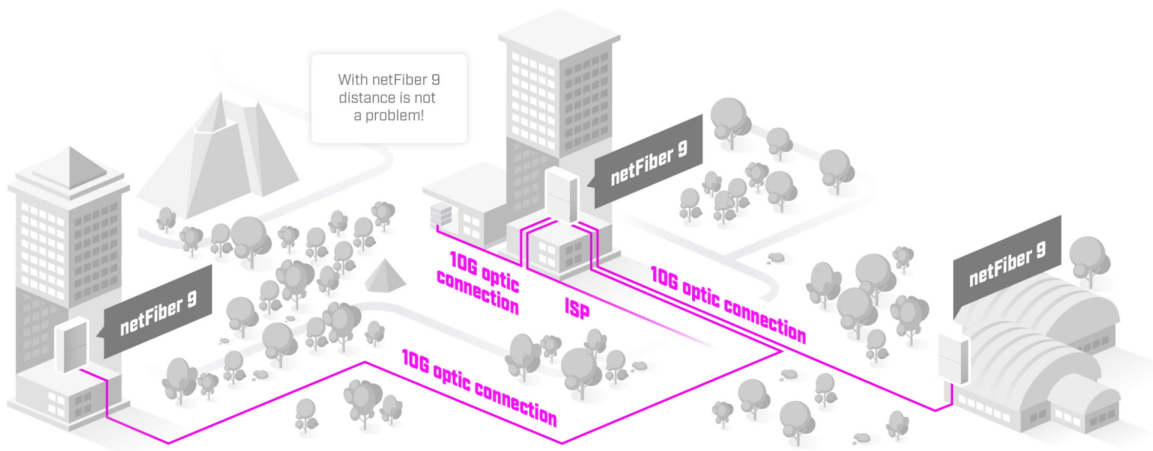 With netFiber 9
distance is not
a problem!
netFiber 9
netFiber 9
netFiber 9
10G optic
connection
ISP
10G optic connection
10G optic connection